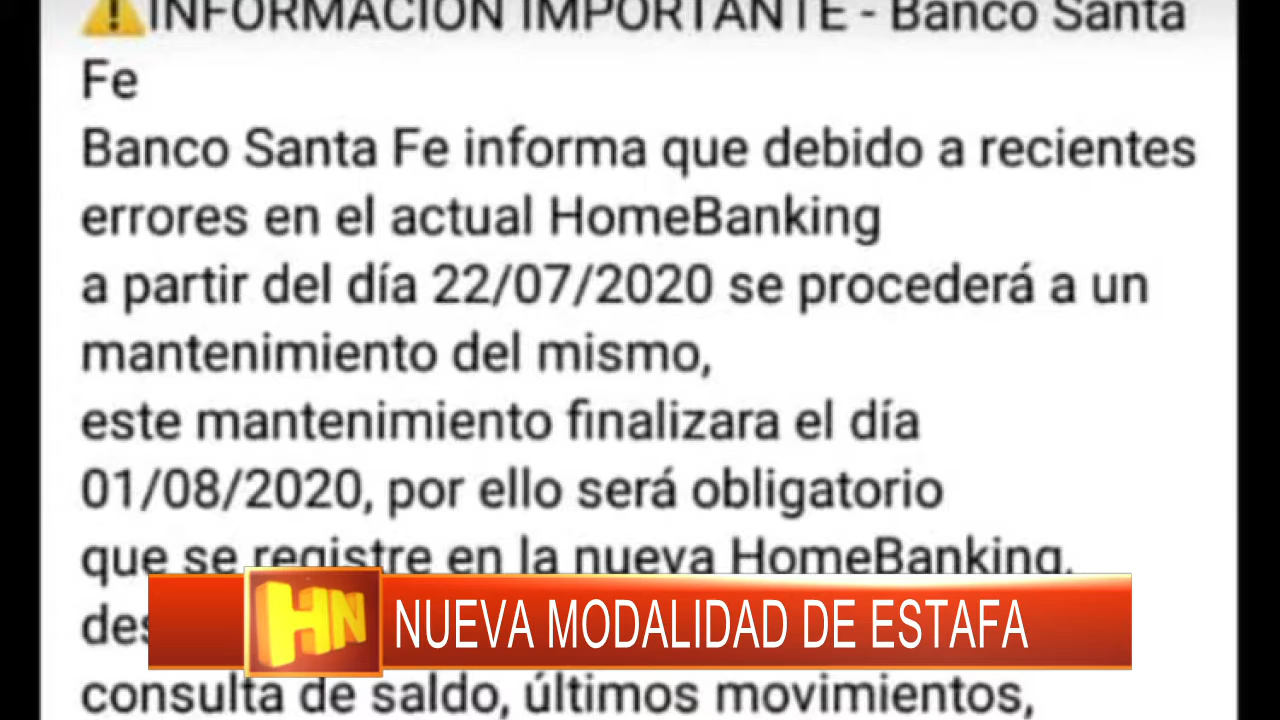 ⚠️INFORMACIÓN IMPORTANTE - Banco Santa
Fe
Banco Santa Fe informa que debido a recientes
errores en el actual HomeBanking
a partir del día 22/07/2020 se procederá a un
mantenimiento del mismo,
este mantenimiento finalizara el día
01/08/2020, por ello será obligatorio
que se registre en la nueva HomeBanking,
HN NUEVA MODALIDAD DE ESTAFA
consulta de saldo, últimos movimientos,